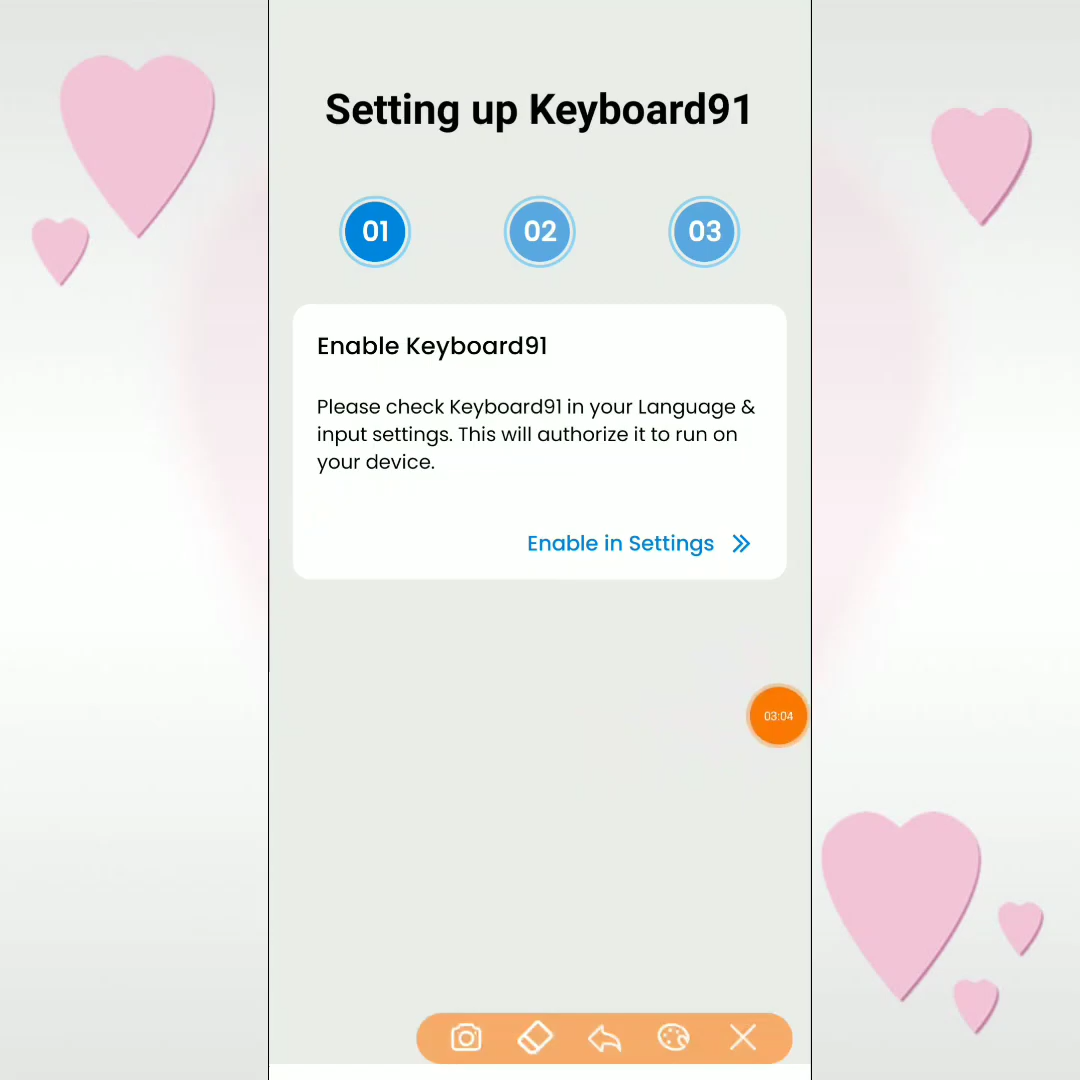 Setting up Keyboard91
01 02 03
Enable Keyboard91
Please check Keyboard91 in your Language &
input settings. This will authorize it to run on
your device.
Enable in Settings
03:04